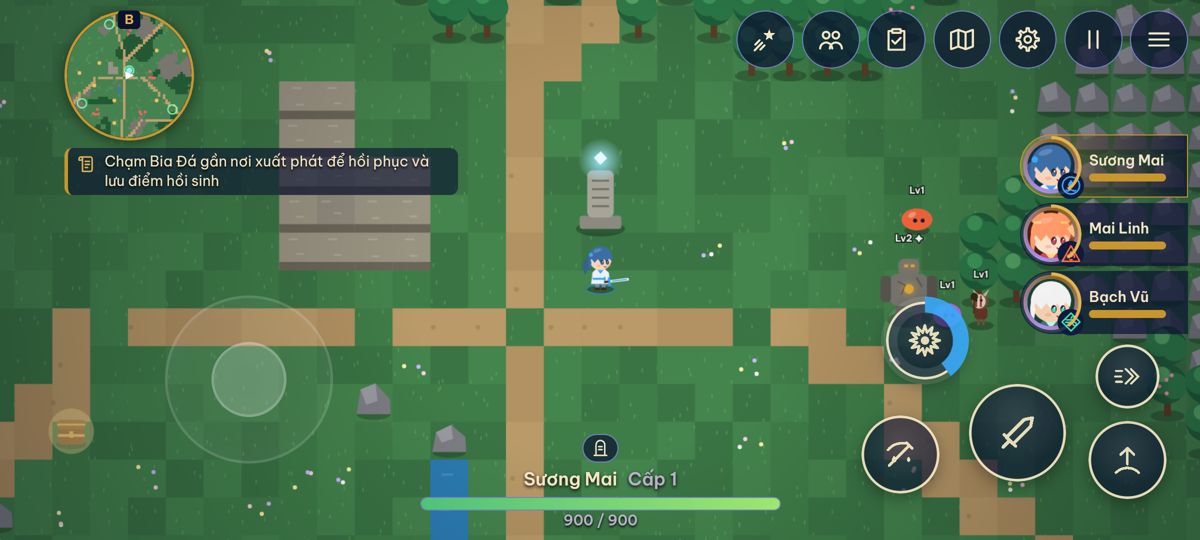 B
Chạm Bia Đá gần nơi xuất phát để hồi phục và
lưu điểm hồi sinh
Sương Mai
Mai Linh
Bạch Vũ
Lv1
Lv2
Lv1
Lv1
Sương Mai Cấp 1
900 / 900